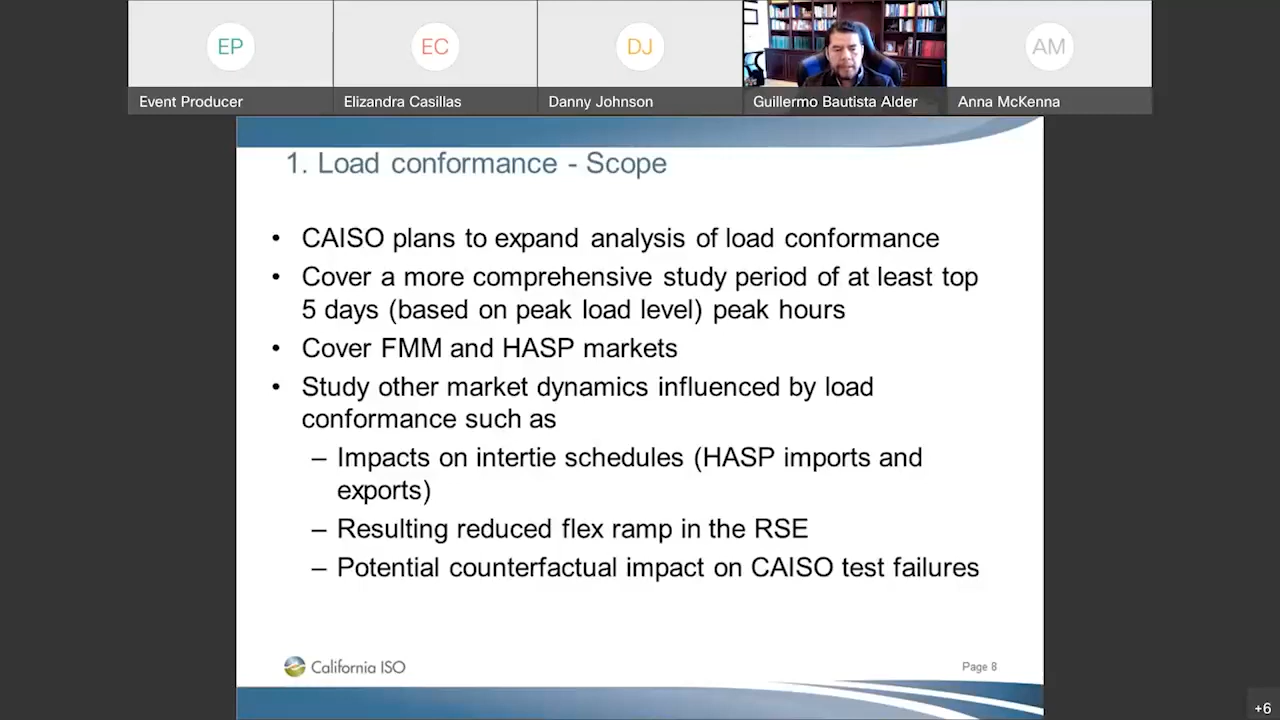 EP
EC
DJ
AM
Event Producer
Elizandra Casillas
Danny Johnson
Guillermo Bautista Alder
Anna McKenna
1. Load conformance - Scope
• CAISO plans to expand analysis of load conformance
• Cover a more comprehensive study period of at least top
5 days (based on peak load level) peak hours
• Cover FMM and HASP markets
• Study other market dynamics influenced by load
conformance such as
– Impacts on intertie schedules (HASP imports and
exports)
– Resulting reduced flex ramp in the RSE
– Potential counterfactual impact on CAISO test failures
California ISO
Page 8
+6